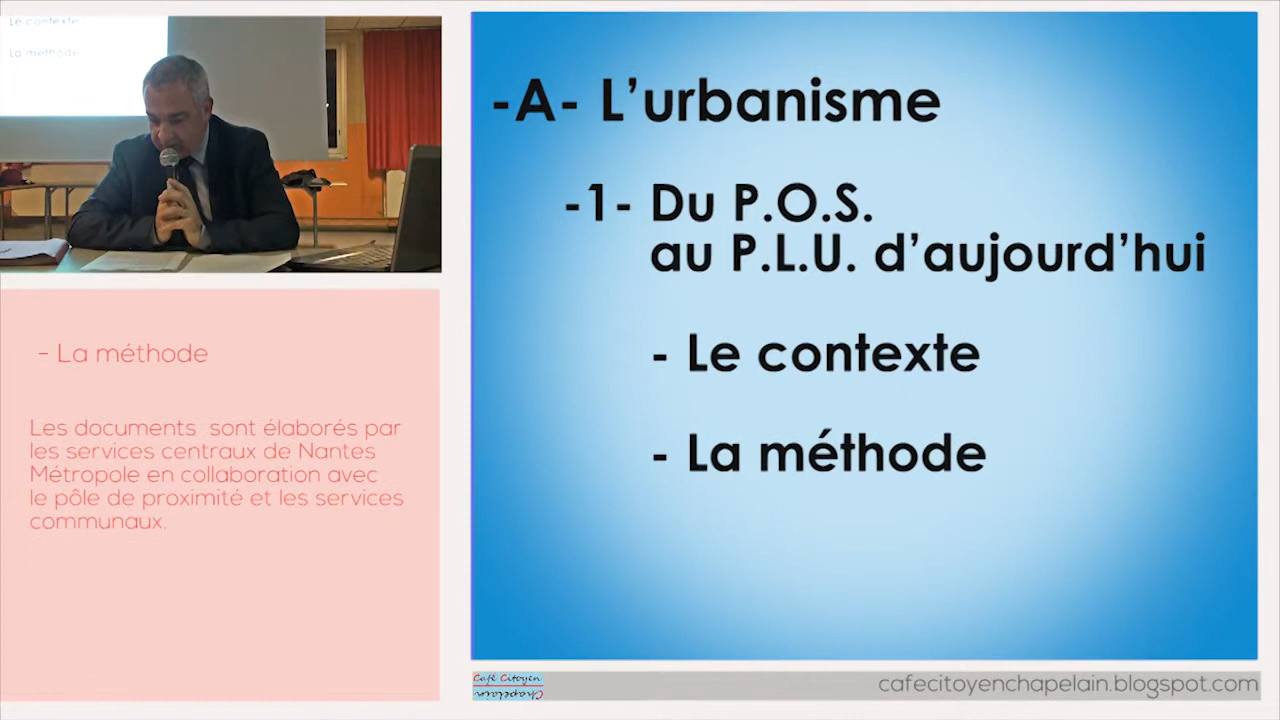 Le contexte
La méthode
- La méthode
Les documents sont élaborés par
les services centraux de Nantes
Métropole en collaboration avec
le pôle de proximité et les services
communaux.
-A- L'urbanisme
-1- Du P.O.S.
au P.L.U. d'aujourd'hui
- Le contexte
- La méthode
Café Citoyen
Chapelain
cafecitoyenchapelain.blogspot.com